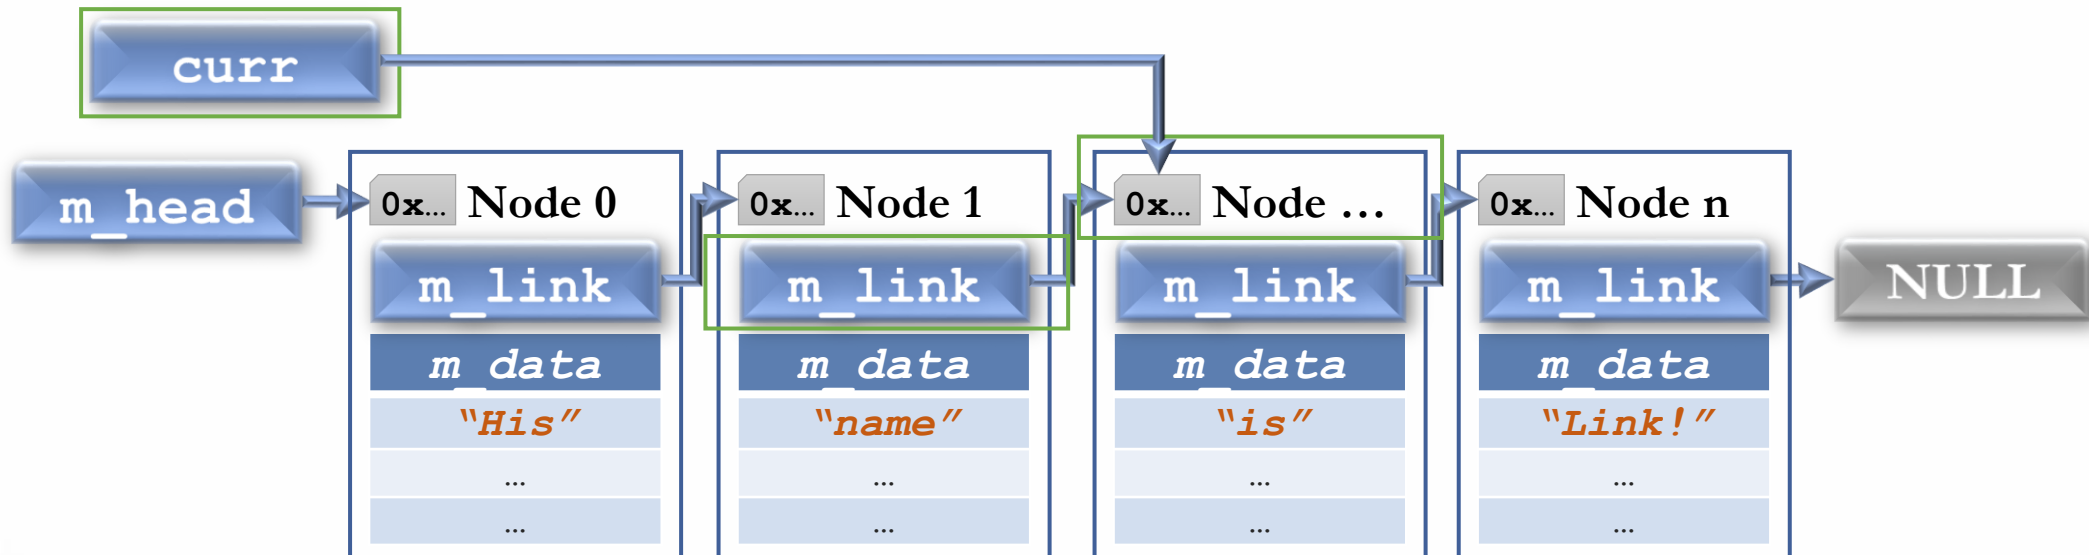 curr
m_head
0x… Node 0
0x… Node 1
0x… Node …
0x… Node n
m_link
m_link
m_link
m_link
NULL
m_data
m_data
m_data
m_data
“His”
“name”
“is”
“Link!”
…
…
…
…
…
…
…
…